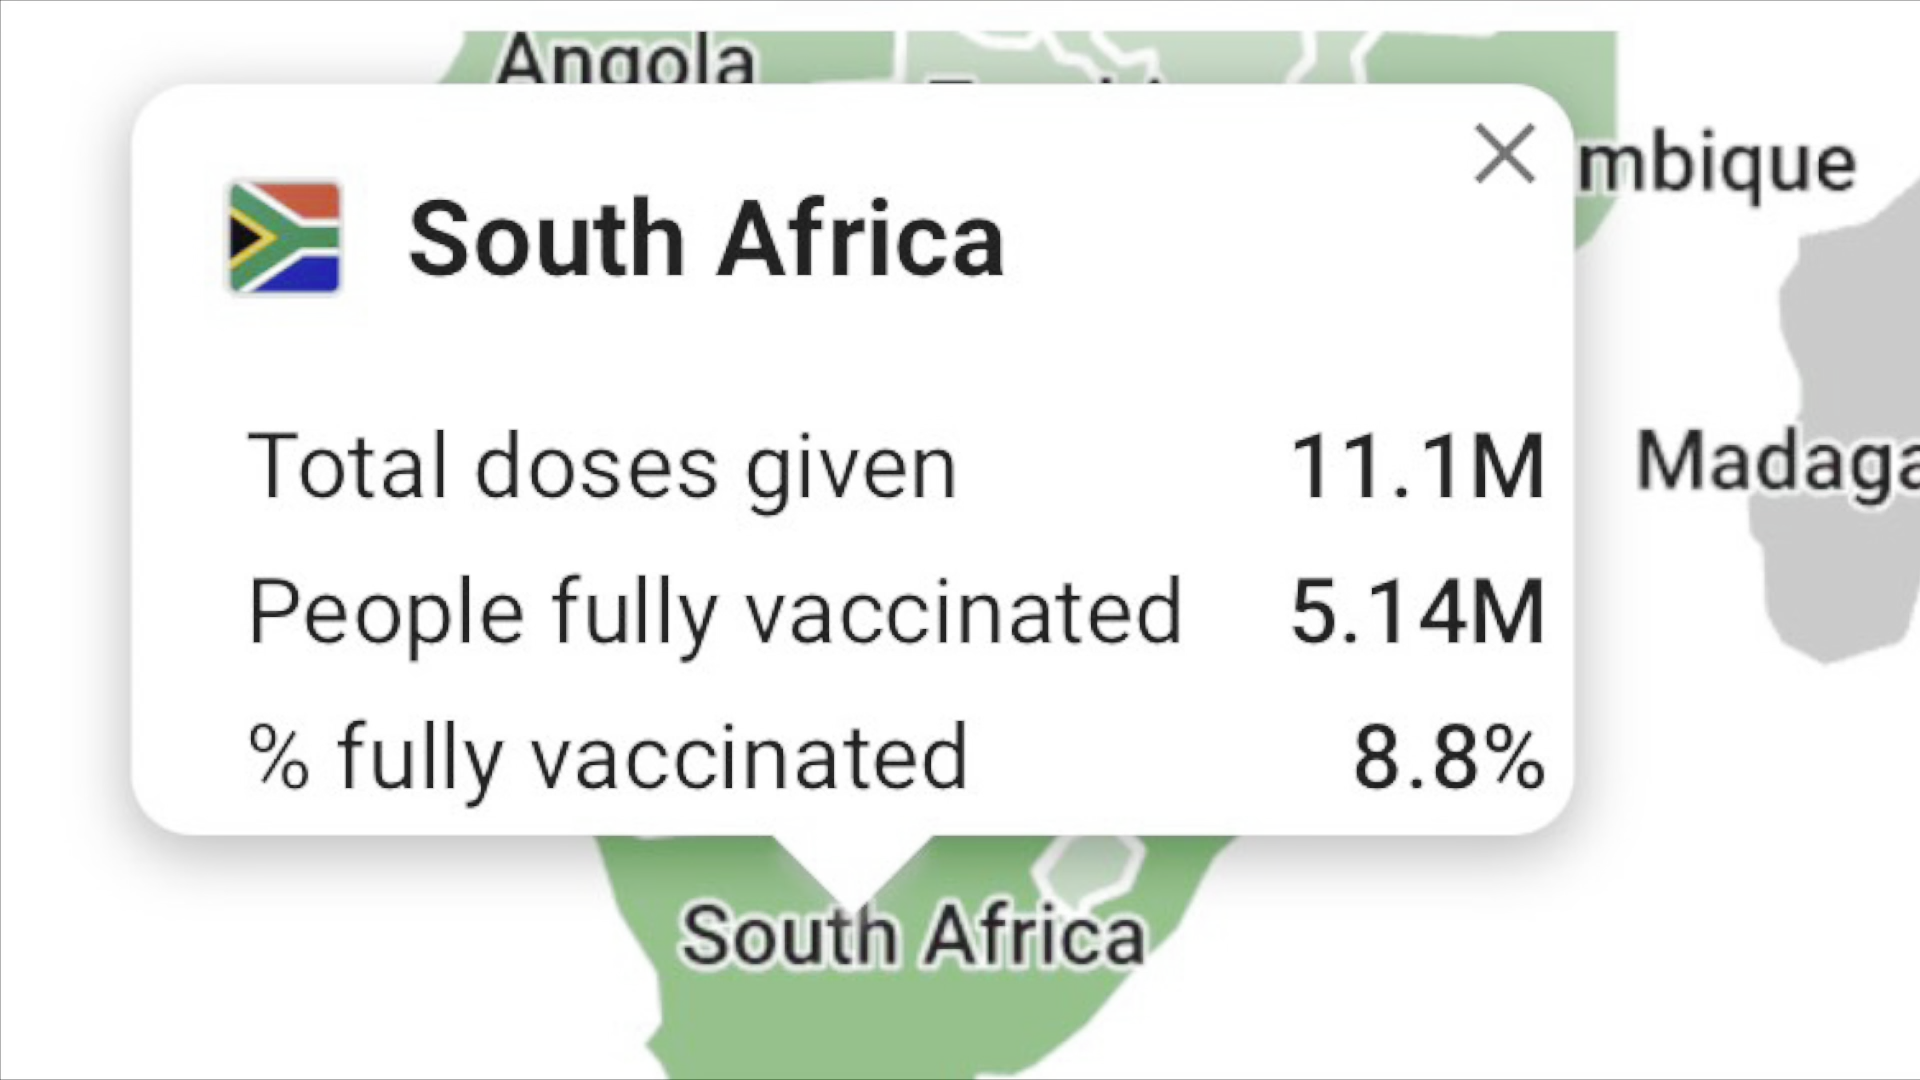 Angola
mbique
South Africa
Total doses given 11.1M
Madaga
People fully vaccinated 5.14M
% fully vaccinated 8.8%
South Africa